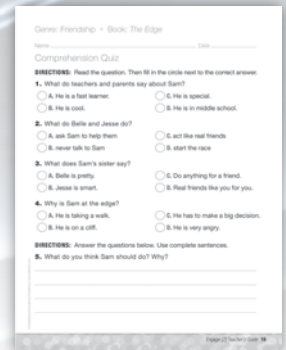 Genre: Friendship • Book: The Edge
Name Date
Comprehension Quiz
DIRECTIONS: Read the question. Then fill in the circle next to the correct answer.
1. What do teachers and parents say about Sam?
A. He is a fast learner. C. He is special.
B. He is cool. D. He is in middle school.
2. What do Belle and Jesse do?
A. ask Sam to help them C. act like real friends
B. never talk to Sam D. start the race
3. What does Sam's sister say?
A. Belle is pretty. C. Do anything for a friend.
B. Jesse is smart. D. Real friends like you for you.
4. Why is Sam at the edge?
A. He is taking a walk. C. He has to make a big decision.
B. He is on a cliff. D. He is very angry.
DIRECTIONS: Answer the questions below. Use complete sentences.
5. What do you think Sam should do? Why?
Engage Teacher's Guide 19